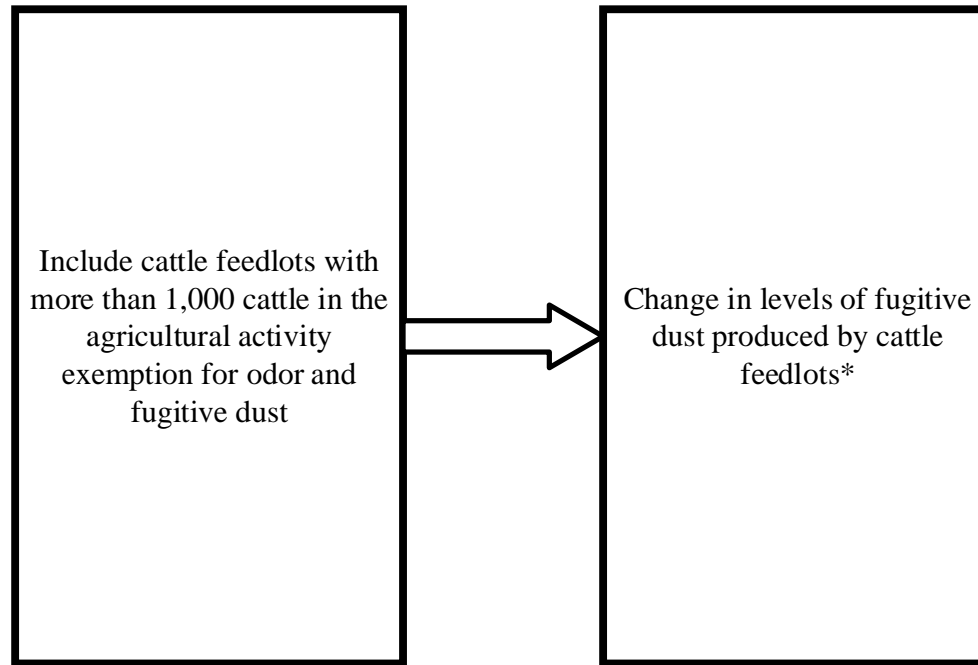 Include cattle feedlots with
more than 1,000 cattle in the
agricultural activity
exemption for odor and
fugitive dust
Change in levels of fugitive
dust produced by cattle
feedlots*